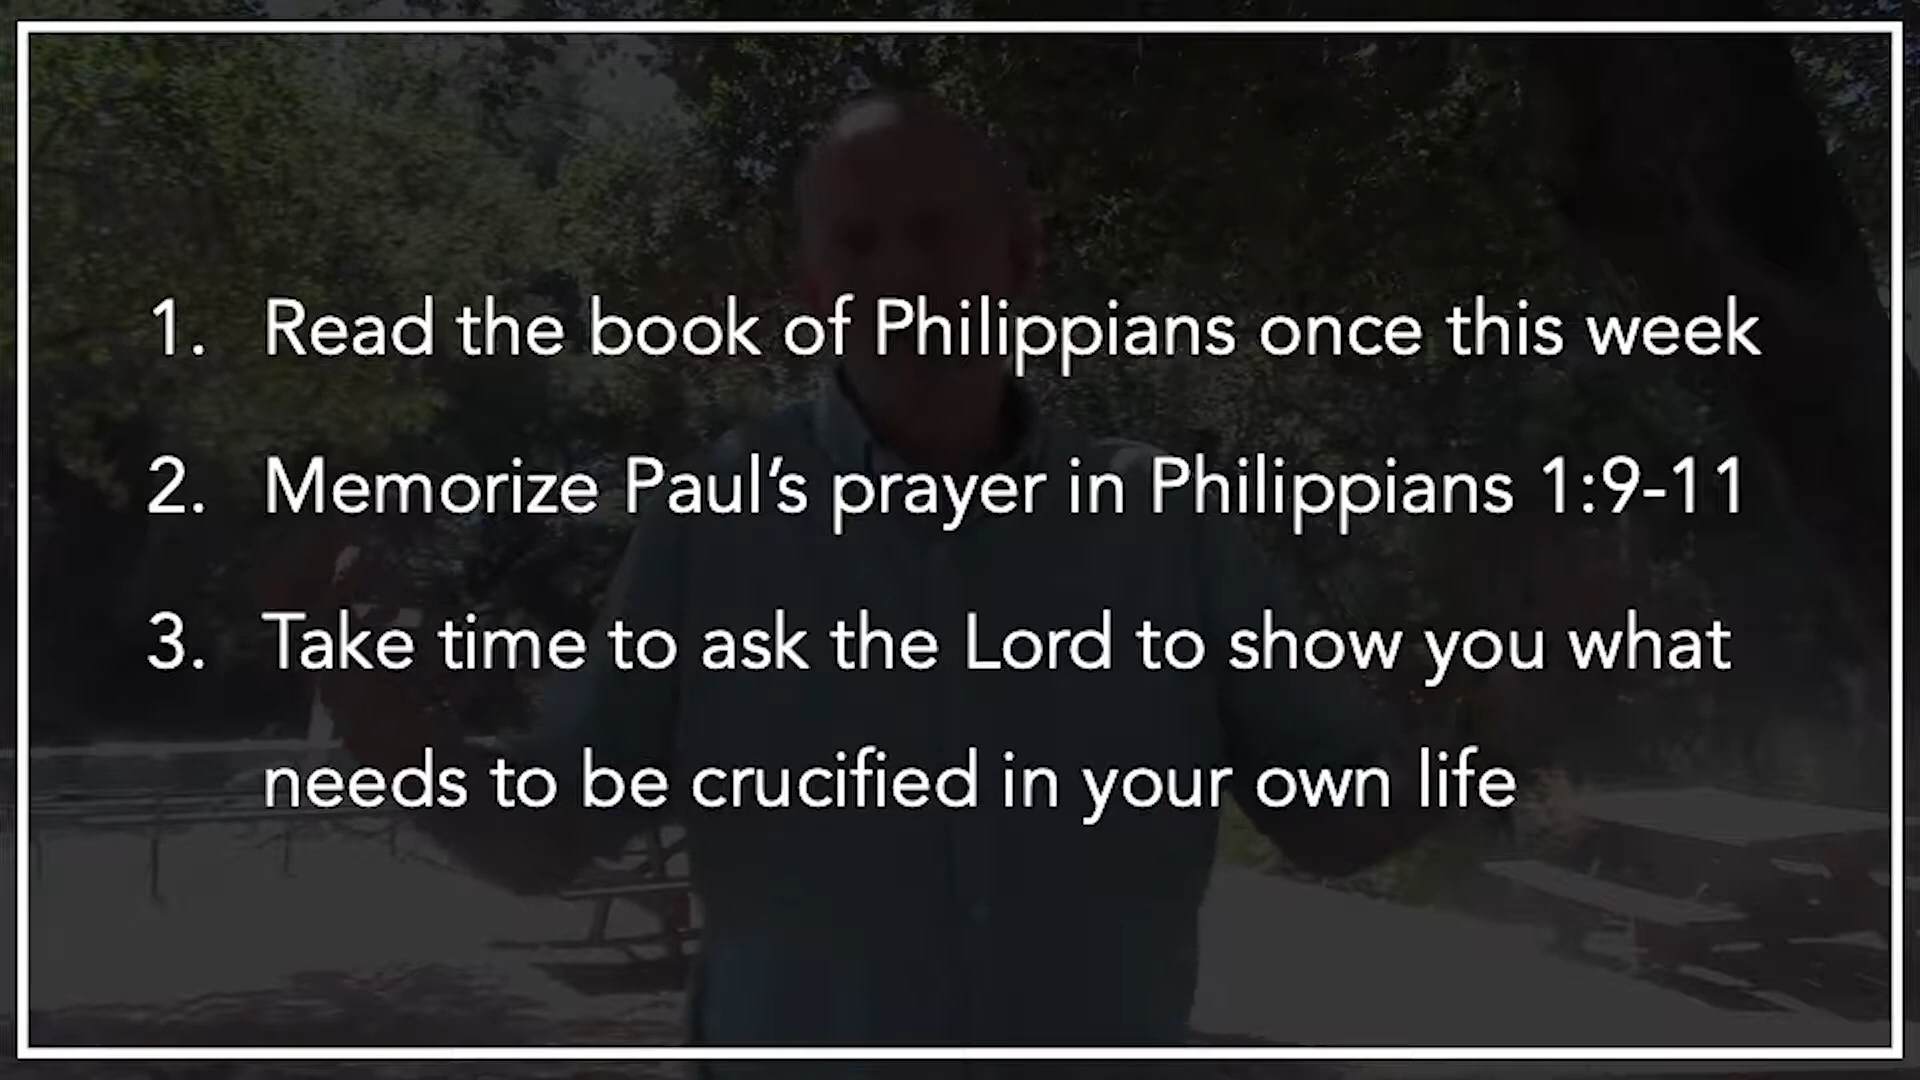 1. Read the book of Philippians once this week
2. Memorize Paul’s prayer in Philippians 1:9-11
3. Take time to ask the Lord to show you what
needs to be crucified in your own life